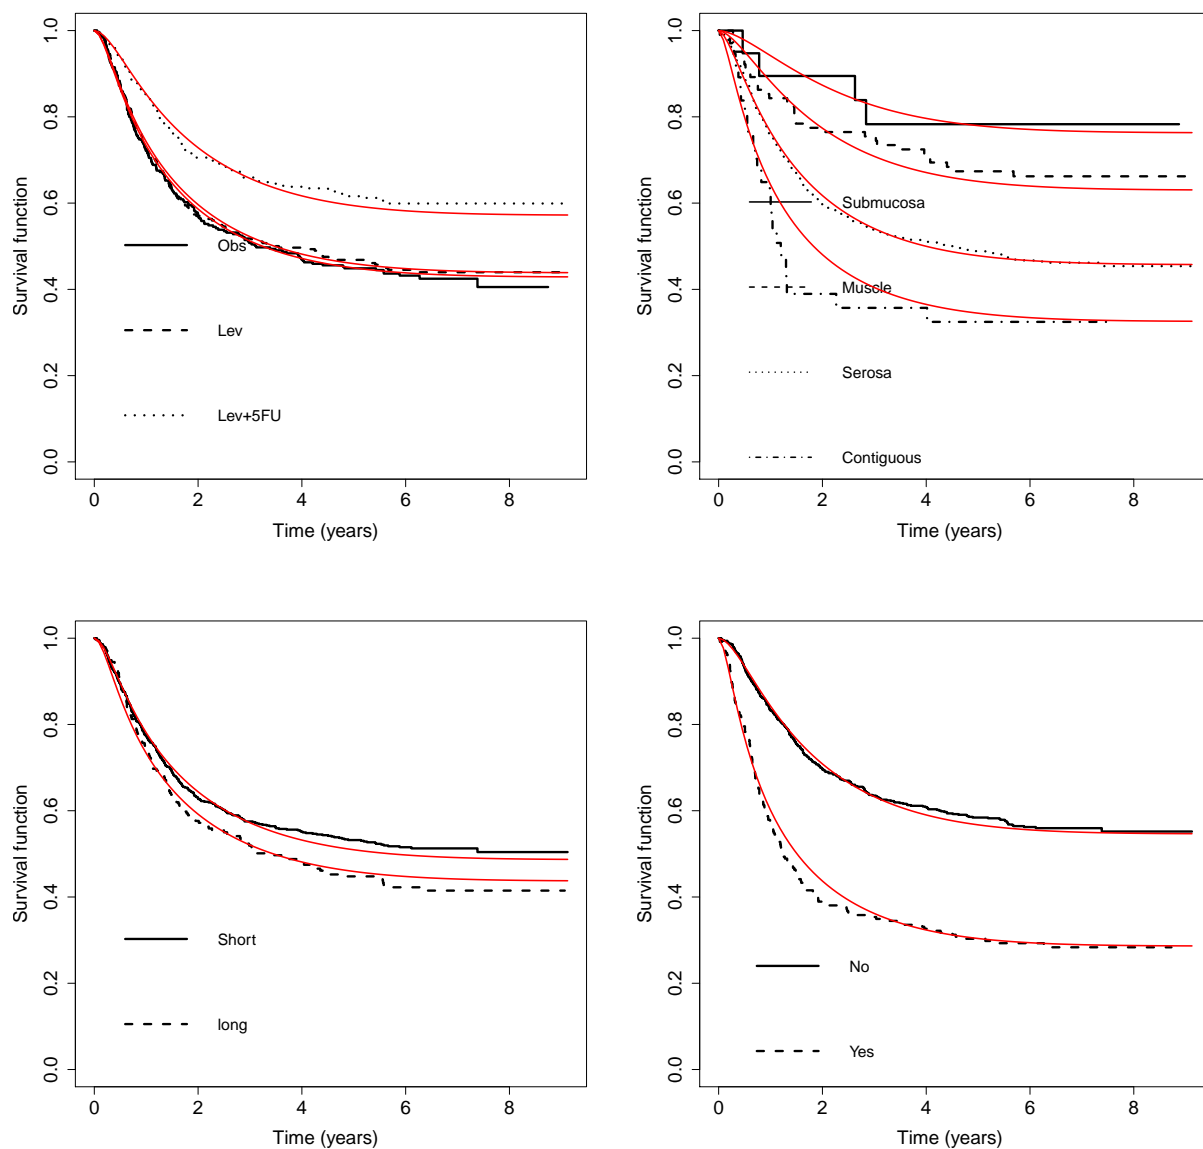 Survival function
1.0
0.8
0.6
0.4
0.2
0.0
Obs
Lev
Lev+5FU
0 2 4 6 8
Time (years)
Survival function
1.0
0.8
0.6
0.4
0.2
0.0
Submucosa
Muscle
Serosa
Contiguous
0 2 4 6 8
Time (years)
Survival function
1.0
0.8
0.6
0.4
0.2
0.0
Short
long
0 2 4 6 8
Time (years)
Survival function
1.0
0.8
0.6
0.4
0.2
0.0
No
Yes
0 2 4 6 8
Time (years)